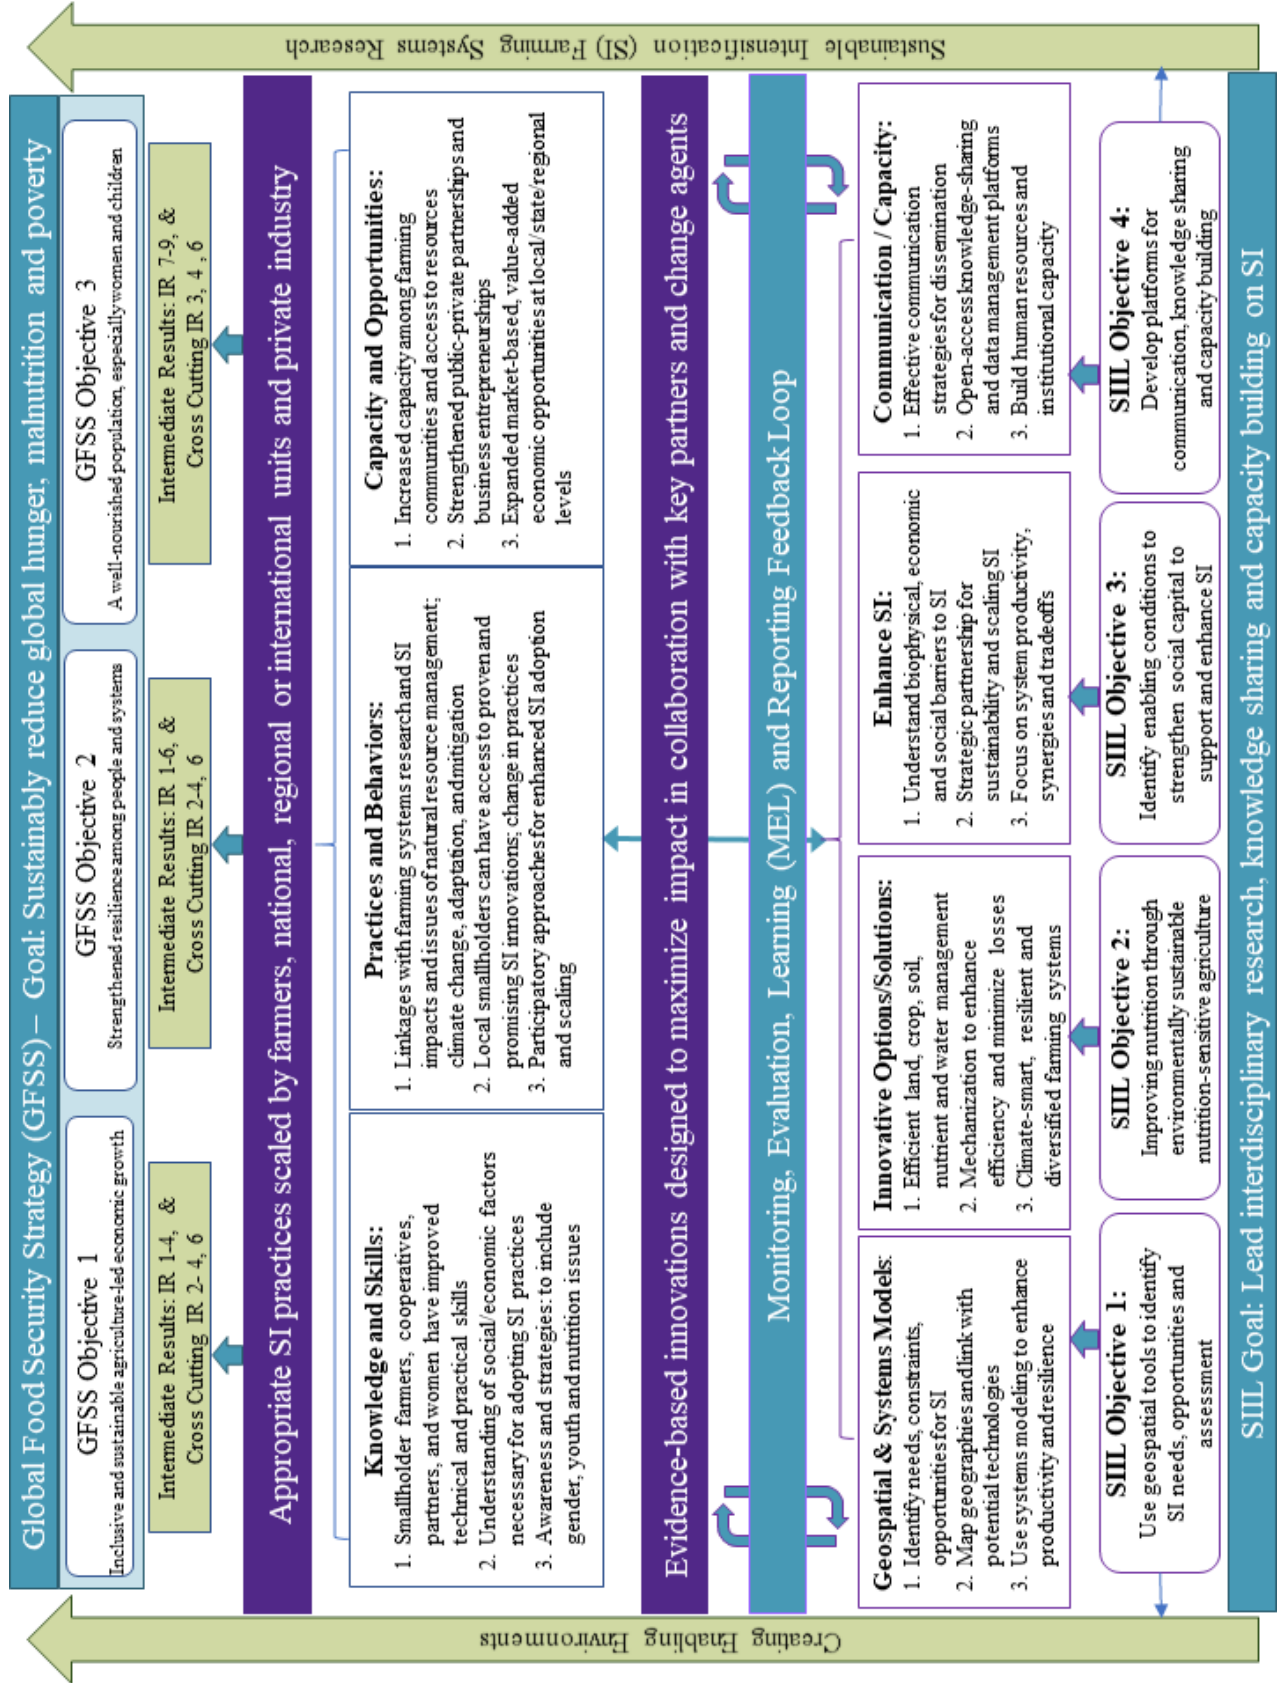 Global Food Security Strategy (GFSS) – Goal: Sustainably reduce global hunger, malnutrition and poverty
GFSS Objective 1
Inclusive and sustainable agriculture-led economic growth
GFSS Objective 2
Strengthened resilience among people and systems
GFSS Objective 3
A well-nourished population, especially women and children
Intermediate Results: IR 1-4, &
Cross Cutting IR 2- 4, 6
Intermediate Results: IR 1-6, &
Cross Cutting IR 2-4, 6
Intermediate Results: IR 7-9, &
Cross Cutting IR 3, 4 , 6
Appropriate SI practices scaled by farmers, national, regional or international units and private industry
Knowledge and Skills:
1. Smallholder farmers, cooperatives,
partners, and women have improved
technical and practical skills
2. Understanding of social/economic factors
necessary for adopting SI practices
3. Awareness and strategies: to include
gender, youth and nutrition issues
Practices and Behaviors:
1. Linkages with farming systems research and SI
impacts and issues of natural resource management;
climate change, adaptation, and mitigation
2. Local smallholders can have access to proven and
promising SI innovations; change in practices
3. Participatory approaches for enhanced SI adoption
and scaling
Capacity and Opportunities:
1. Increased capacity among farming
communities and access to resources
2. Strengthened public-private partnerships and
business entrepreneurships
3. Expanded market-based, value-added
economic opportunities at local/state/regional
levels
Evidence-based innovations designed to maximize impact in collaboration with key partners and change agents
Monitoring, Evaluation, Learning (MEL) and Reporting Feedback Loop
Geospatial & Systems Models:
1. Identify needs, constraints,
opportunities for SI
2. Map geographies and link with
potential technologies
3. Use systems modeling to enhance
productivity and resilience
Innovative Options/Solutions:
1. Efficient land, crop, soil,
nutrient and water management
2. Mechanization to enhance
efficiency and minimize losses
3. Climate-smart, resilient and
diversified farming systems
Enhance SI:
1. Understand biophysical, economic
and social barriers to SI
2. Strategic partnership for
sustainability and scaling SI
3. Focus on system productivity,
synergies and tradeoffs
Communication / Capacity:
1. Effective communication
strategies for dissemination
2. Open-access knowledge-sharing
and data management platforms
3. Build human resources and
institutional capacity
SIIL Objective 1:
Use geospatial tools to identify
SI needs, opportunities and
assessment
SIIL Objective 2:
Improving nutrition through
environmentally sustainable
nutrition-sensitive agriculture
SIIL Objective 3:
Identify enabling conditions to
strengthen social capital to
support and enhance SI
SIIL Objective 4:
Develop platforms for
communication, knowledge sharing
and capacity building
SIIL Goal: Lead interdisciplinary research, knowledge sharing and capacity building on SI
Creating Enabling Environments
Sustainable Intensification (SI) Farming Systems Research